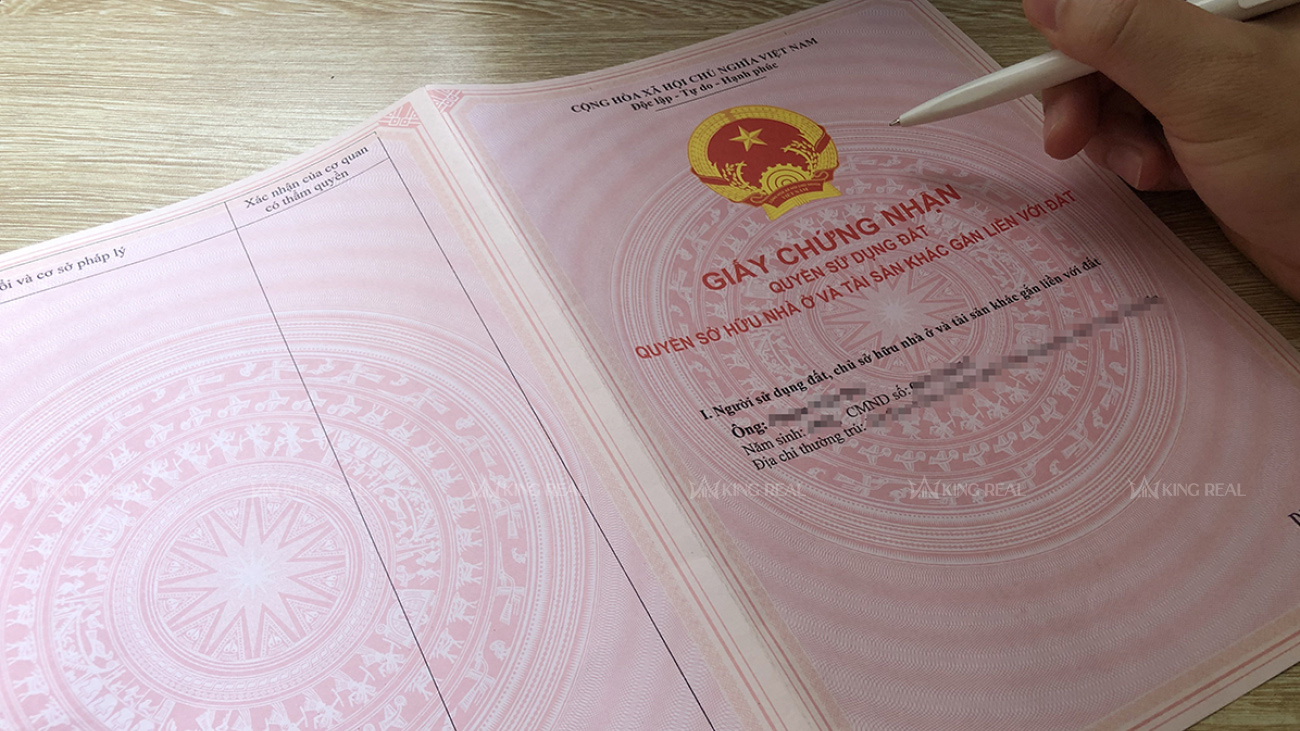 CỘNG HÒA XÃ HỘI CHỦ NGHĨA VIỆT NAM
Độc lập - Tự do - Hạnh phúc
GIẤY CHỨNG NHẬN
QUYỀN SỬ DỤNG ĐẤT
QUYỀN SỞ HỮU NHÀ Ở VÀ TÀI SẢN KHÁC GẮN LIỀN VỚI ĐẤT
I. Người sử dụng đất, chủ sở hữu nhà ở và tài sản khác gắn liền với đất
Ông:
Năm sinh: CMND số:
Địa chỉ thường trú:
và cơ sở pháp lý
Xác nhận của cơ quan
có thẩm quyền
KING REAL
KING REAL
KING REAL
KING REAL
KING REAL
KING REAL